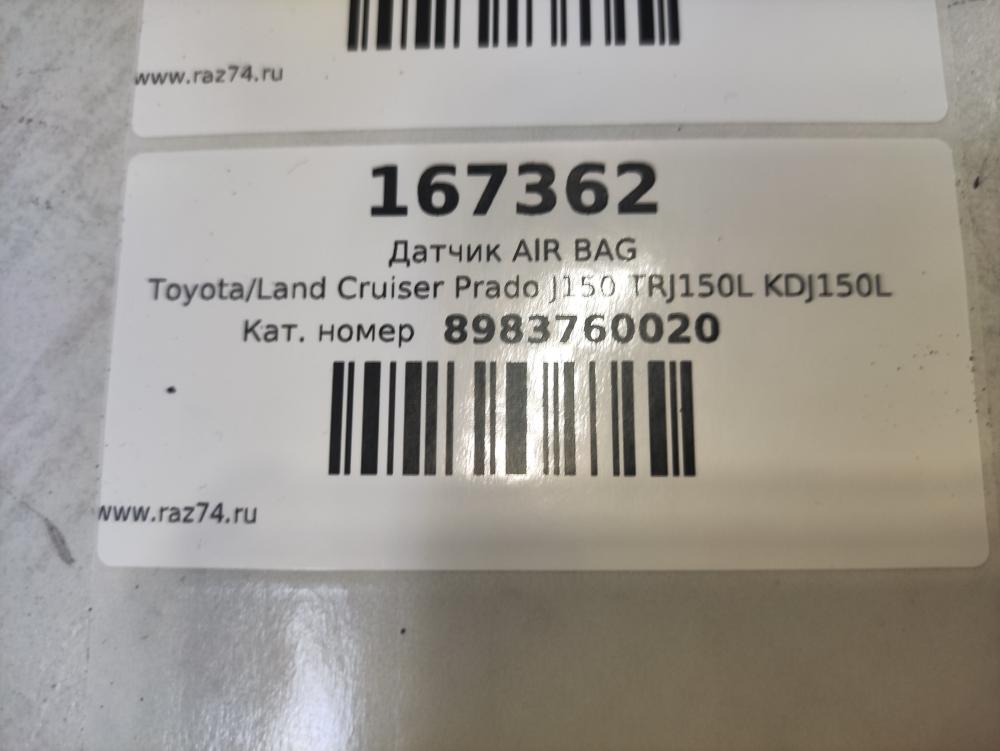 www.raz74.ru
167362
Датчик AIR BAG
Toyota/Land Cruiser Prado J150 TRJ150L KDJ150L
Кат. номер 8983760020
www.raz74.ru